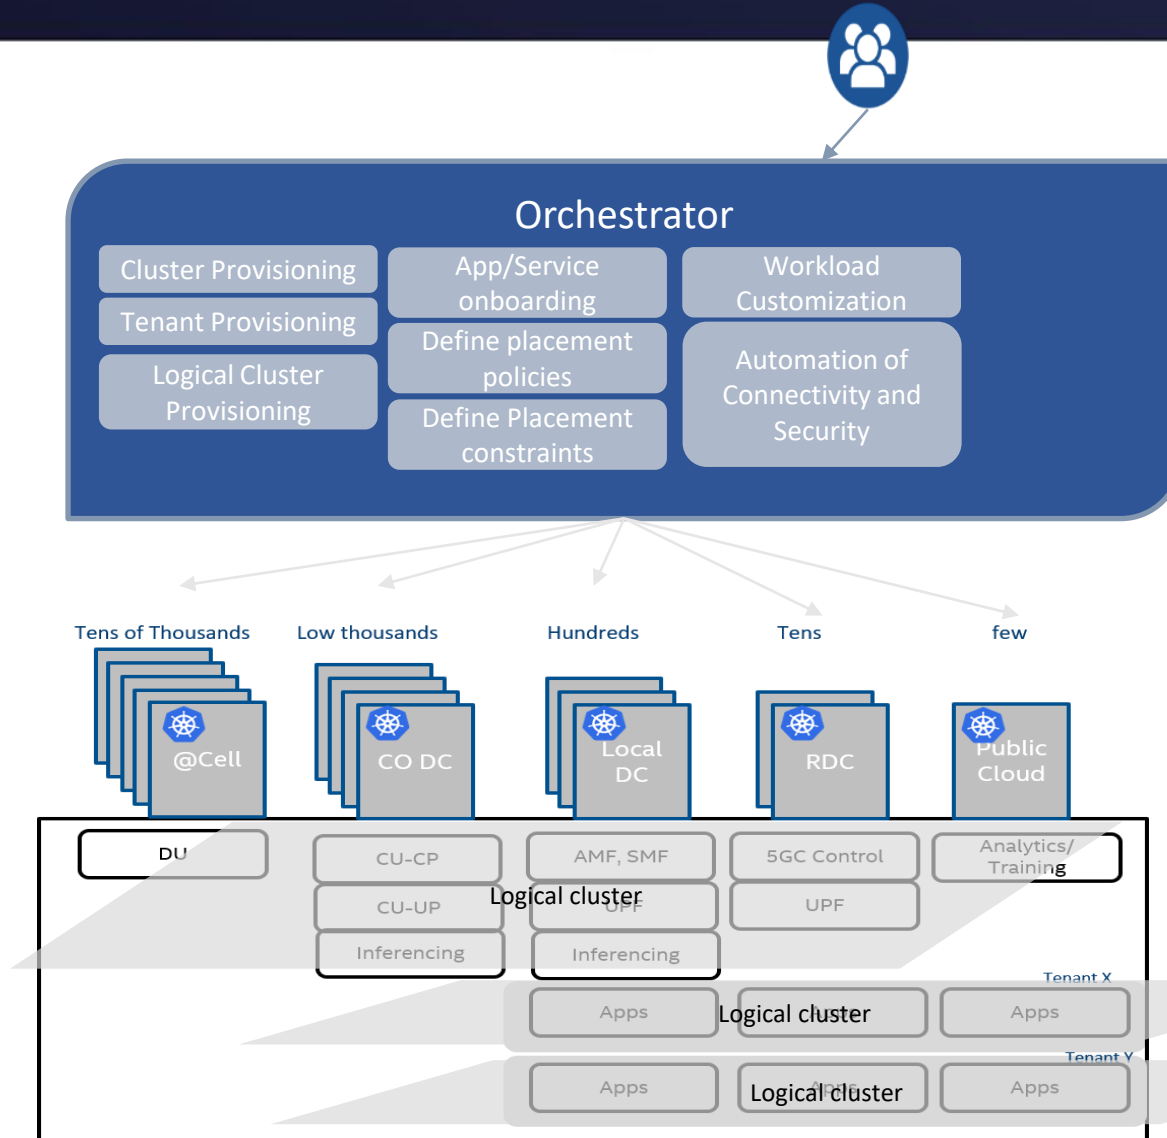 Orchestrator
Cluster Provisioning
Tenant Provisioning
Logical Cluster
Provisioning
App/Service
onboarding
Define placement
policies
Define Placement
constraints
Workload
Customization
Automation of
Connectivity and
Security
Tens of Thousands
Low thousands
Hundreds
Tens
few
@Cell
CO DC
Local
DC
RDC
Public
Cloud
DU
CU-CP
AMF, SMF
5GC Control
Analytics/
Training
Logical cluster
CU-UP
UPF
UPF
Inferencing
Inferencing
Tenant X
Apps
Logical cluster
Apps
Apps
Tenant Y
Apps
Logical cluster
Apps
Apps